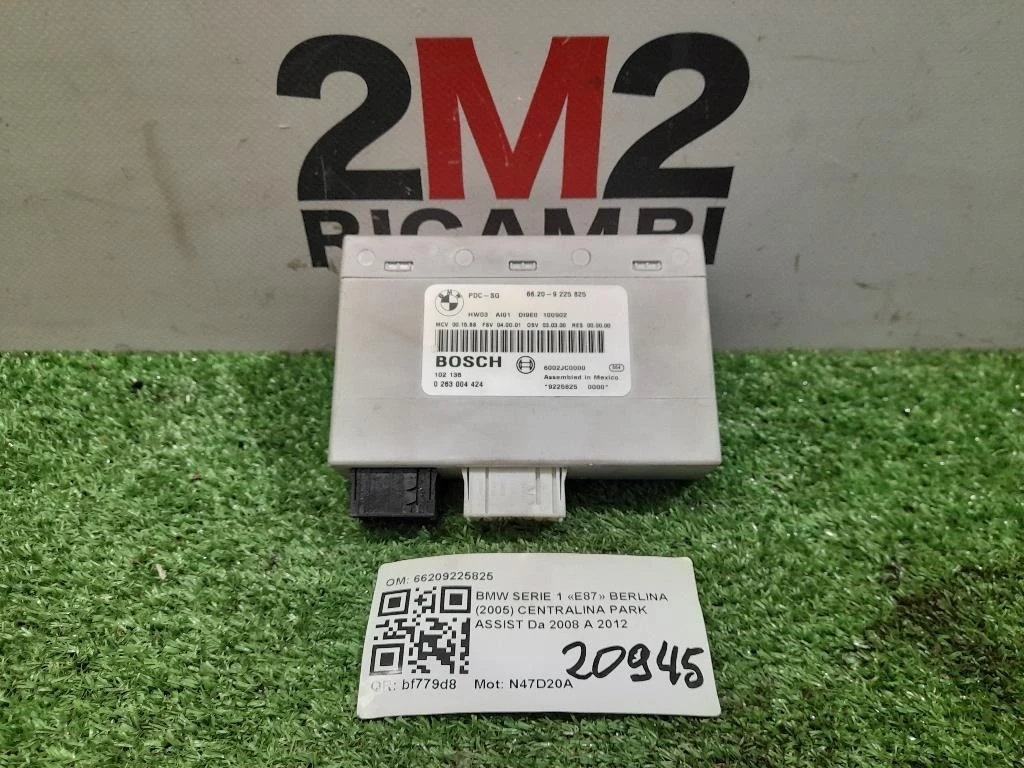 2M2
RICAMBI
BMW
PDC-SG 66.20-9 225 825
HW03 AI01 DI9E0 100902
MCV 00.15.88 FSV 04.00.01 OSV 03.03.00 RES 00.00.00
BOSCH
6002JC0000
102 136
Assembled in Mexico
0 263 004 424
*9225825 0000*
OM: 66209225825
BMW SERIE 1 «E87» BERLINA
(2005) CENTRALINA PARK
ASSIST Da 2008 A 2012
20945
QR: bf779d8 Mot: N47D20A